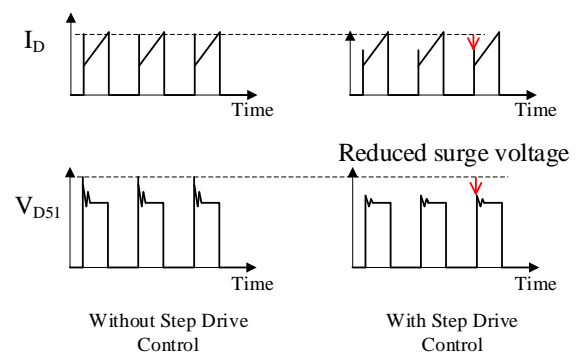 I_D
Time
Time
Reduced surge voltage
V_D51
Time
Time
Without Step Drive
Control
With Step Drive
Control